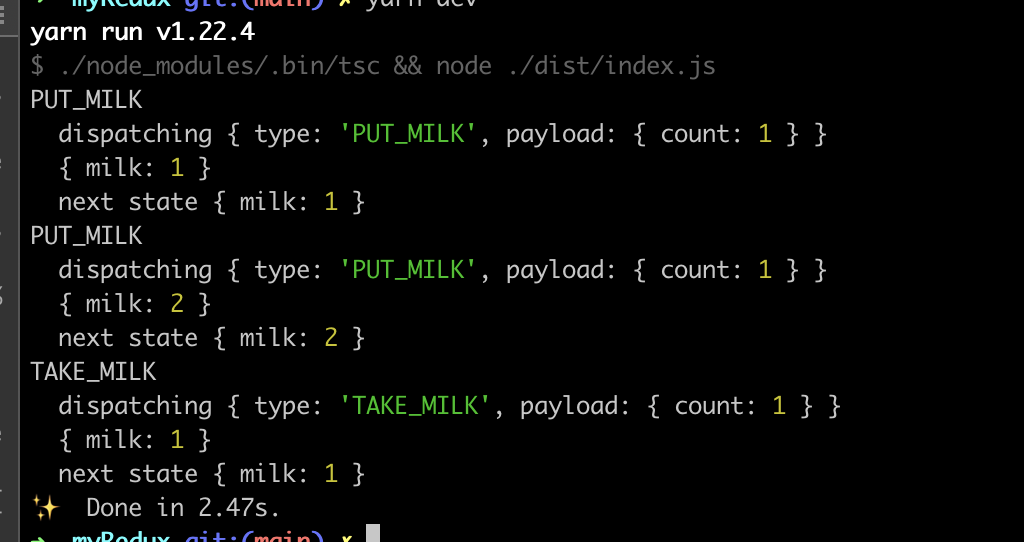 ➜ myRedux git:(main) ✗ yarn dev
yarn run v1.22.4
$ ./node_modules/.bin/tsc && node ./dist/index.js
PUT_MILK
  dispatching { type: 'PUT_MILK', payload: { count: 1 } }
  { milk: 1 }
  next state { milk: 1 }
PUT_MILK
  dispatching { type: 'PUT_MILK', payload: { count: 1 } }
  { milk: 2 }
  next state { milk: 2 }
TAKE_MILK
  dispatching { type: 'TAKE_MILK', payload: { count: 1 } }
  { milk: 1 }
  next state { milk: 1 }
✨  Done in 2.47s.
➜ myRedux git:(main) ✗